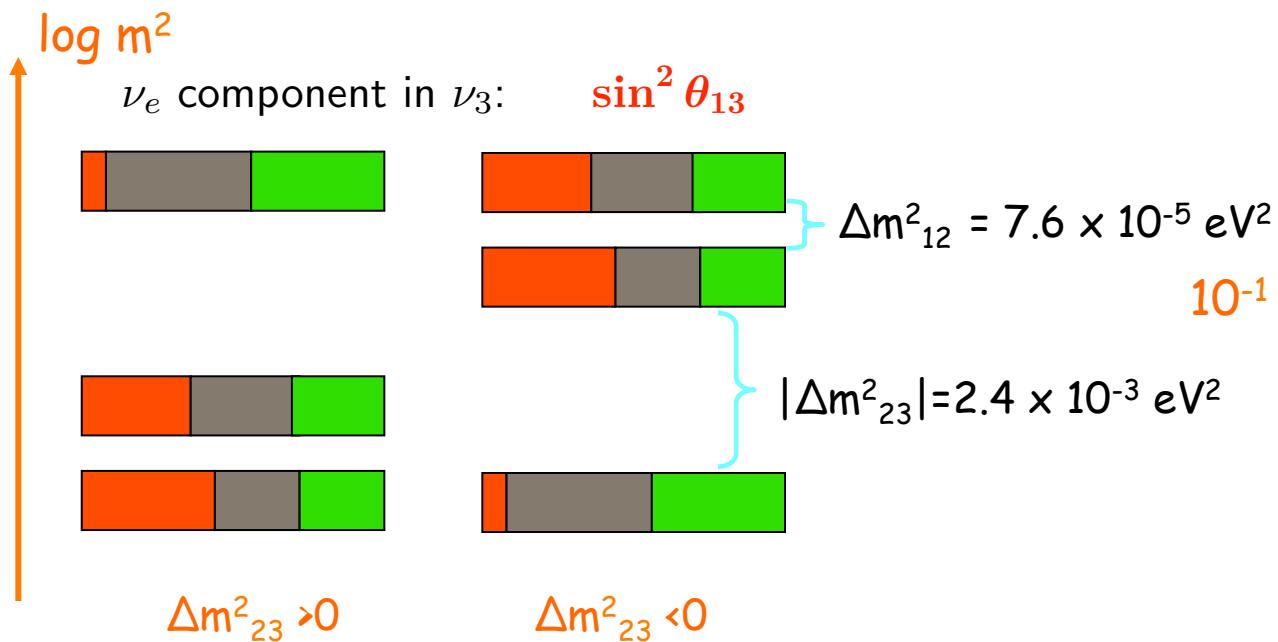 log m²
νₑ component in ν₃: sin² θ₁₃
Δm²₁₂ = 7.6 x 10⁻⁵ eV²
10⁻¹
|Δm²₂₃|=2.4 x 10⁻³ eV²
Δm²₂₃ >0 Δm²₂₃ <0